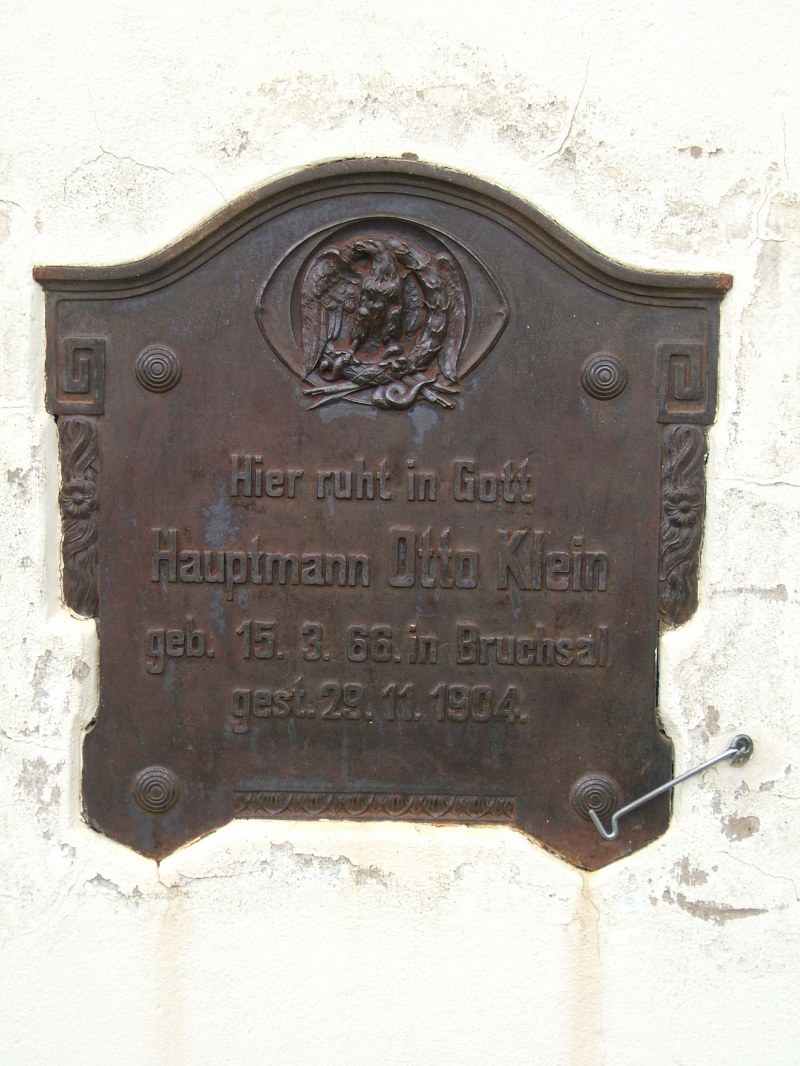 Hier ruht in Gott
Hauptmann Otto Klein
geb. 15. 3. 66. in Bruchsal
gest. 29. 11. 1904.